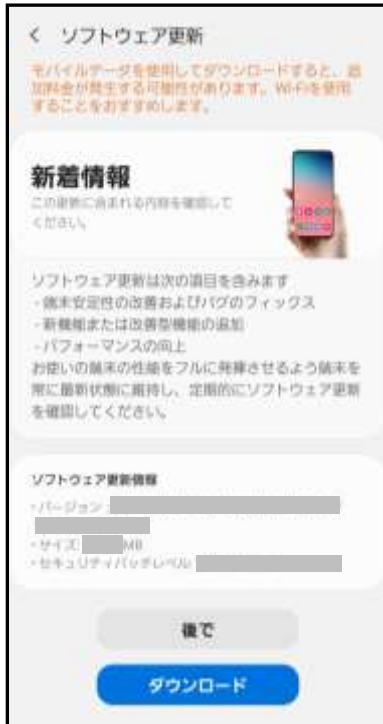 < ソフトウェア更新
モバイルデータを使用してダウンロードすると、追
加料金が発生する可能性があります。Wi-Fiを使用
することをおすすめします。
新着情報
この更新に含まれる内容を確認して
ください。
ソフトウェア更新は次の項目を含みます
- 端末安定性の改善およびバグのフィックス
- 新機能または改善型機能の追加
- パフォーマンスの向上
お使いの端末の性能をフルに発揮させるよう端末を
常に最新状態に維持し、定期的にソフトウェア更新
を確認してください。
ソフトウェア更新情報
・バージョン:
・サイズ: MB
・セキュリティパッチレベル:
後で
ダウンロード